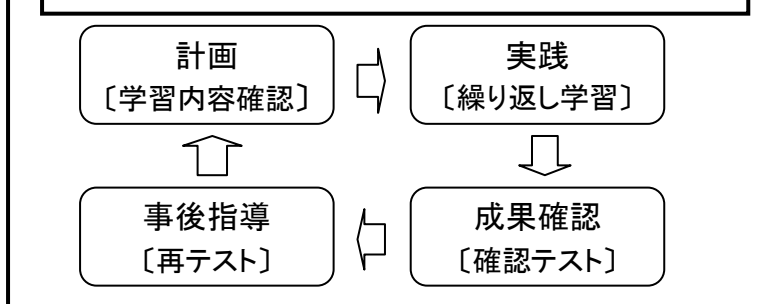 計画
〔学習内容確認〕
実践
〔繰り返し学習〕
事後指導
〔再テスト〕
成果確認
〔確認テスト〕